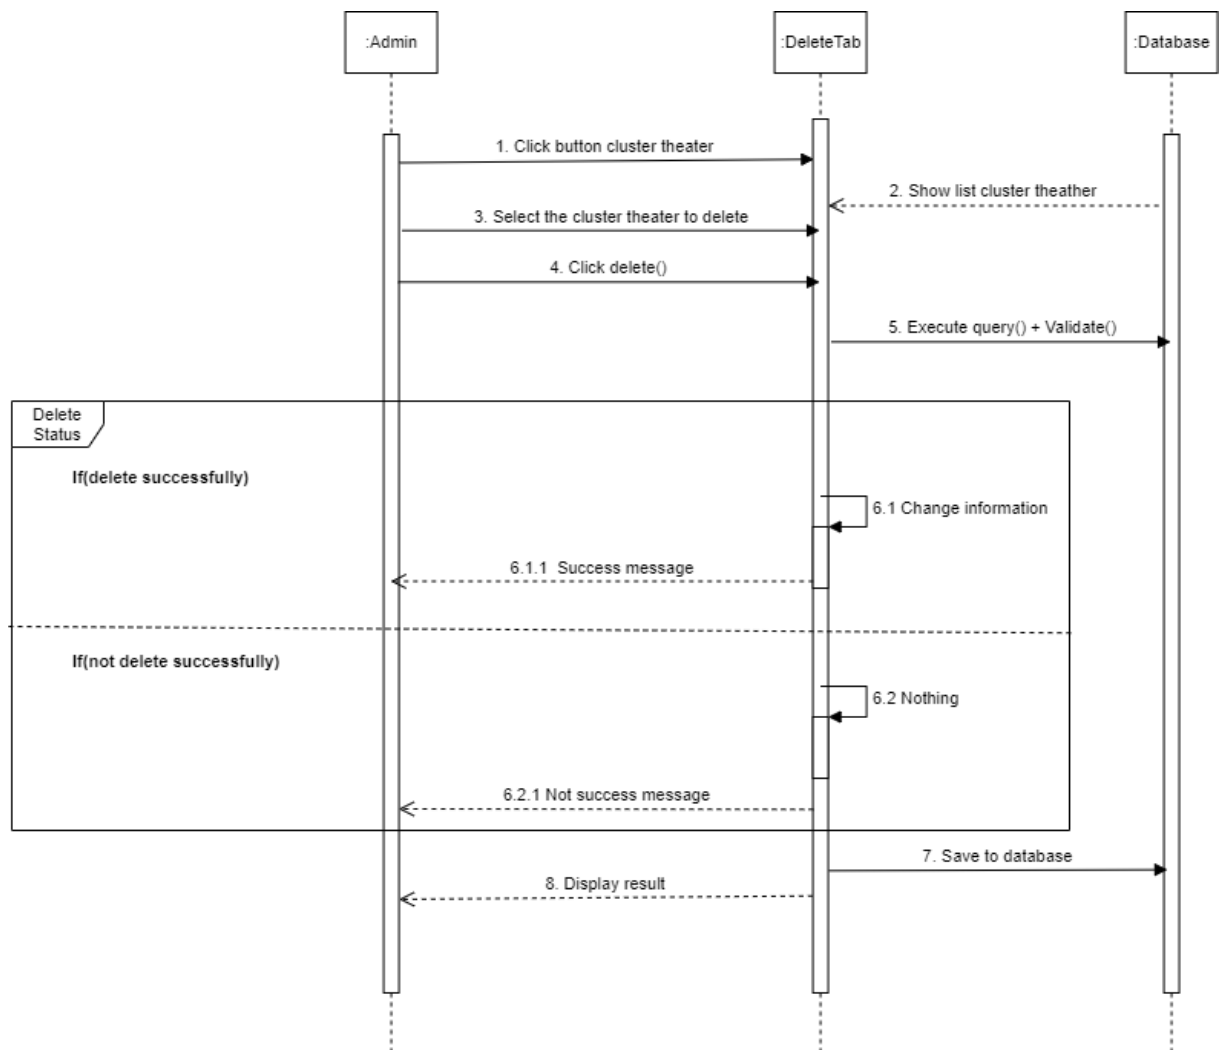 :Admin
:DeleteTab
:Database
1. Click button cluster theater
2. Show list cluster theather
3. Select the cluster theater to delete
4. Click delete()
5. Execute query() + Validate()
Delete
Status
If(delete successfully)
6.1 Change information
6.1.1 Success message
If(not delete successfully)
6.2 Nothing
6.2.1 Not success message
7. Save to database
8. Display result